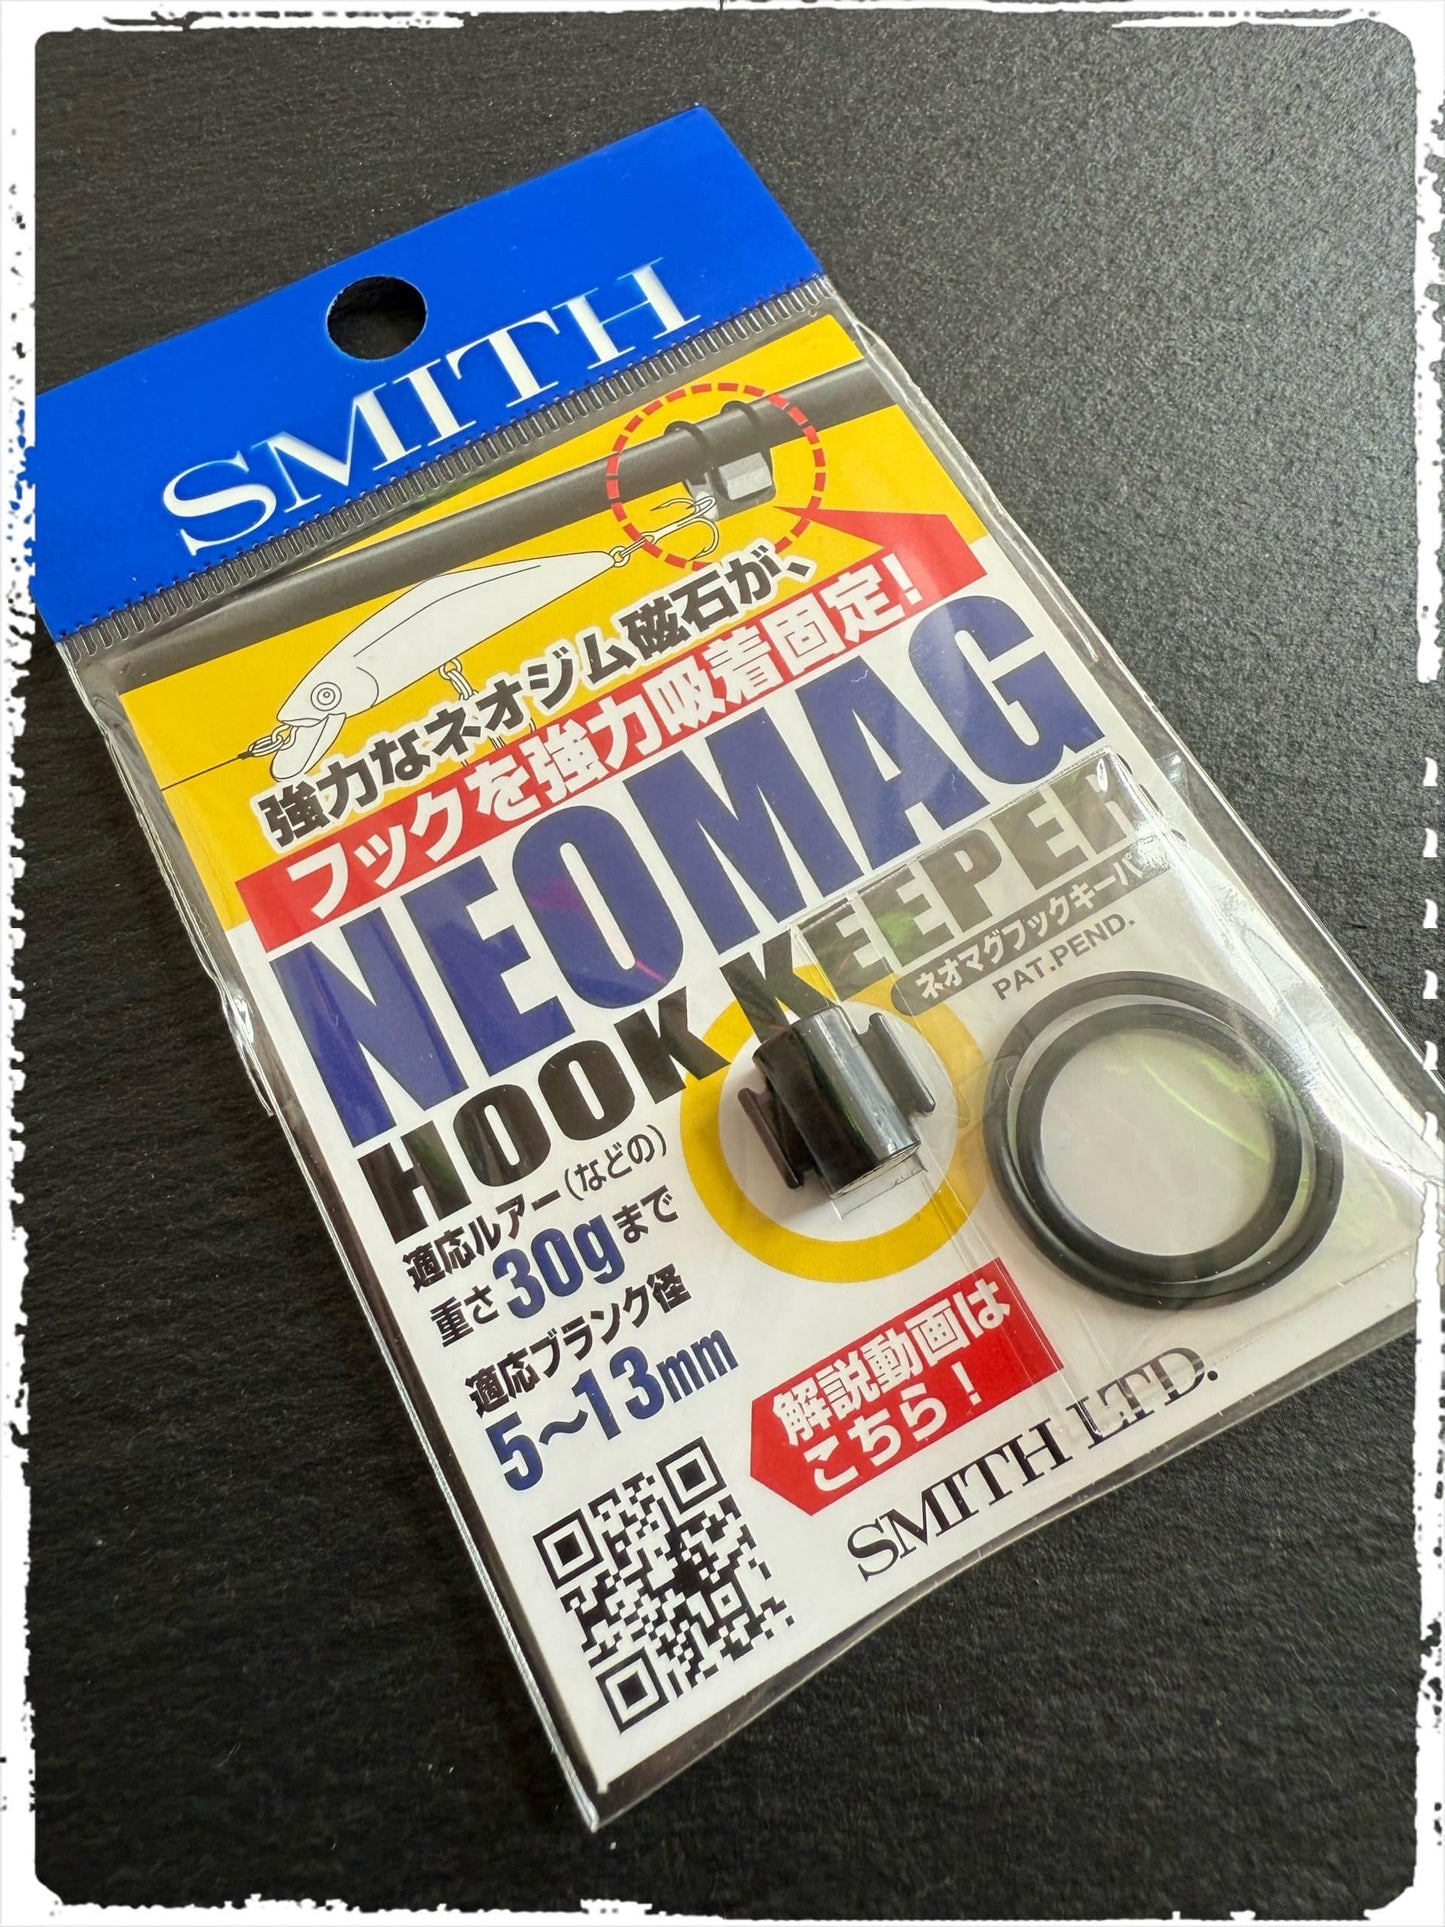 SMITH
強力なネオジム磁石が、
フックを強力吸着固定!
NEOMAG
HOOK KEEPER
ネオマグフックキーパー
PAT.PEND.
適応ルアー(などの)
重さ30gまで
適応ブランク径
5〜13mm
解説動画は
こちら!
SMITH LTD.